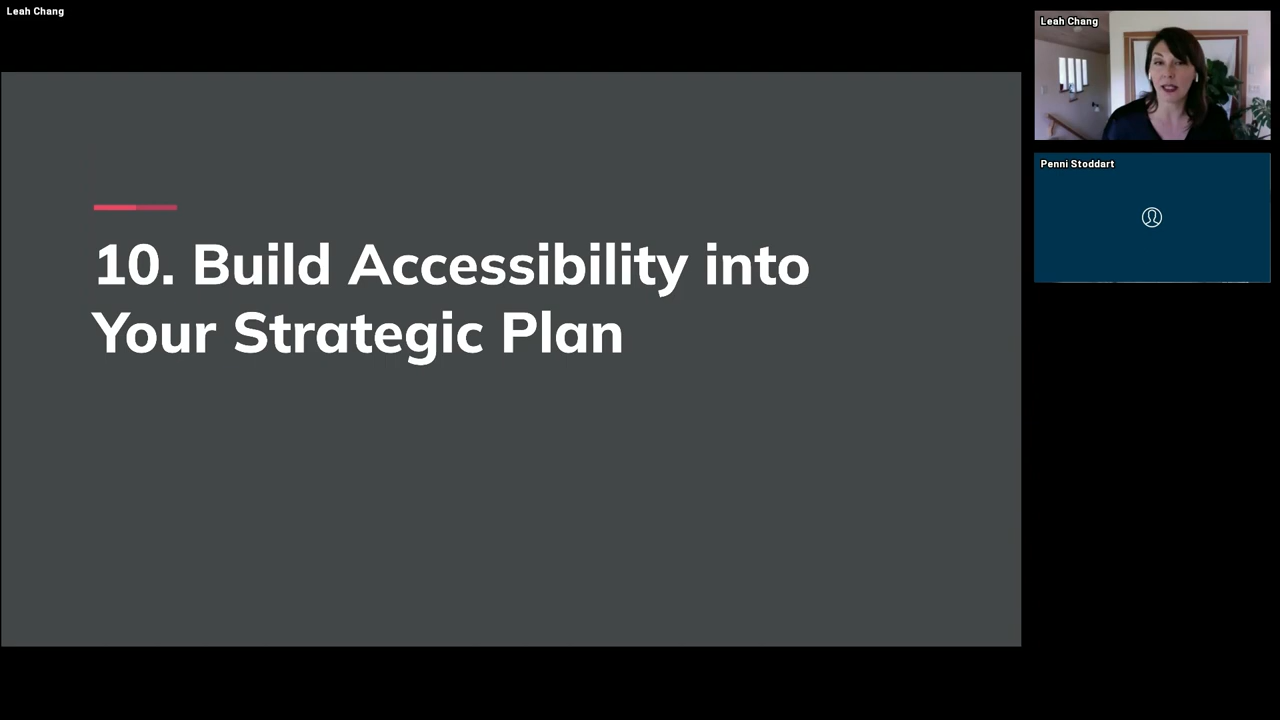 Leah Chang
10. Build Accessibility into
Your Strategic Plan
Leah Chang
Penni Stoddart